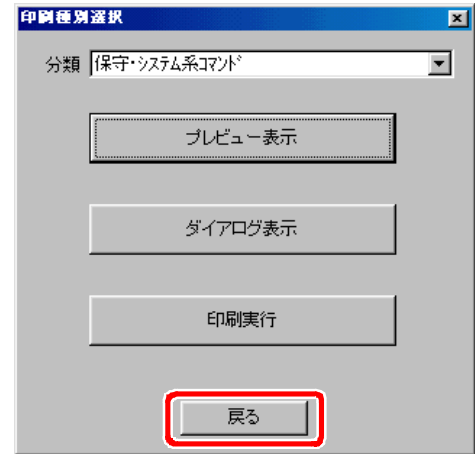 印刷種別選択
分類 保守・システム系コマンド
プレビュー表示
ダイアログ表示
印刷実行
戻る